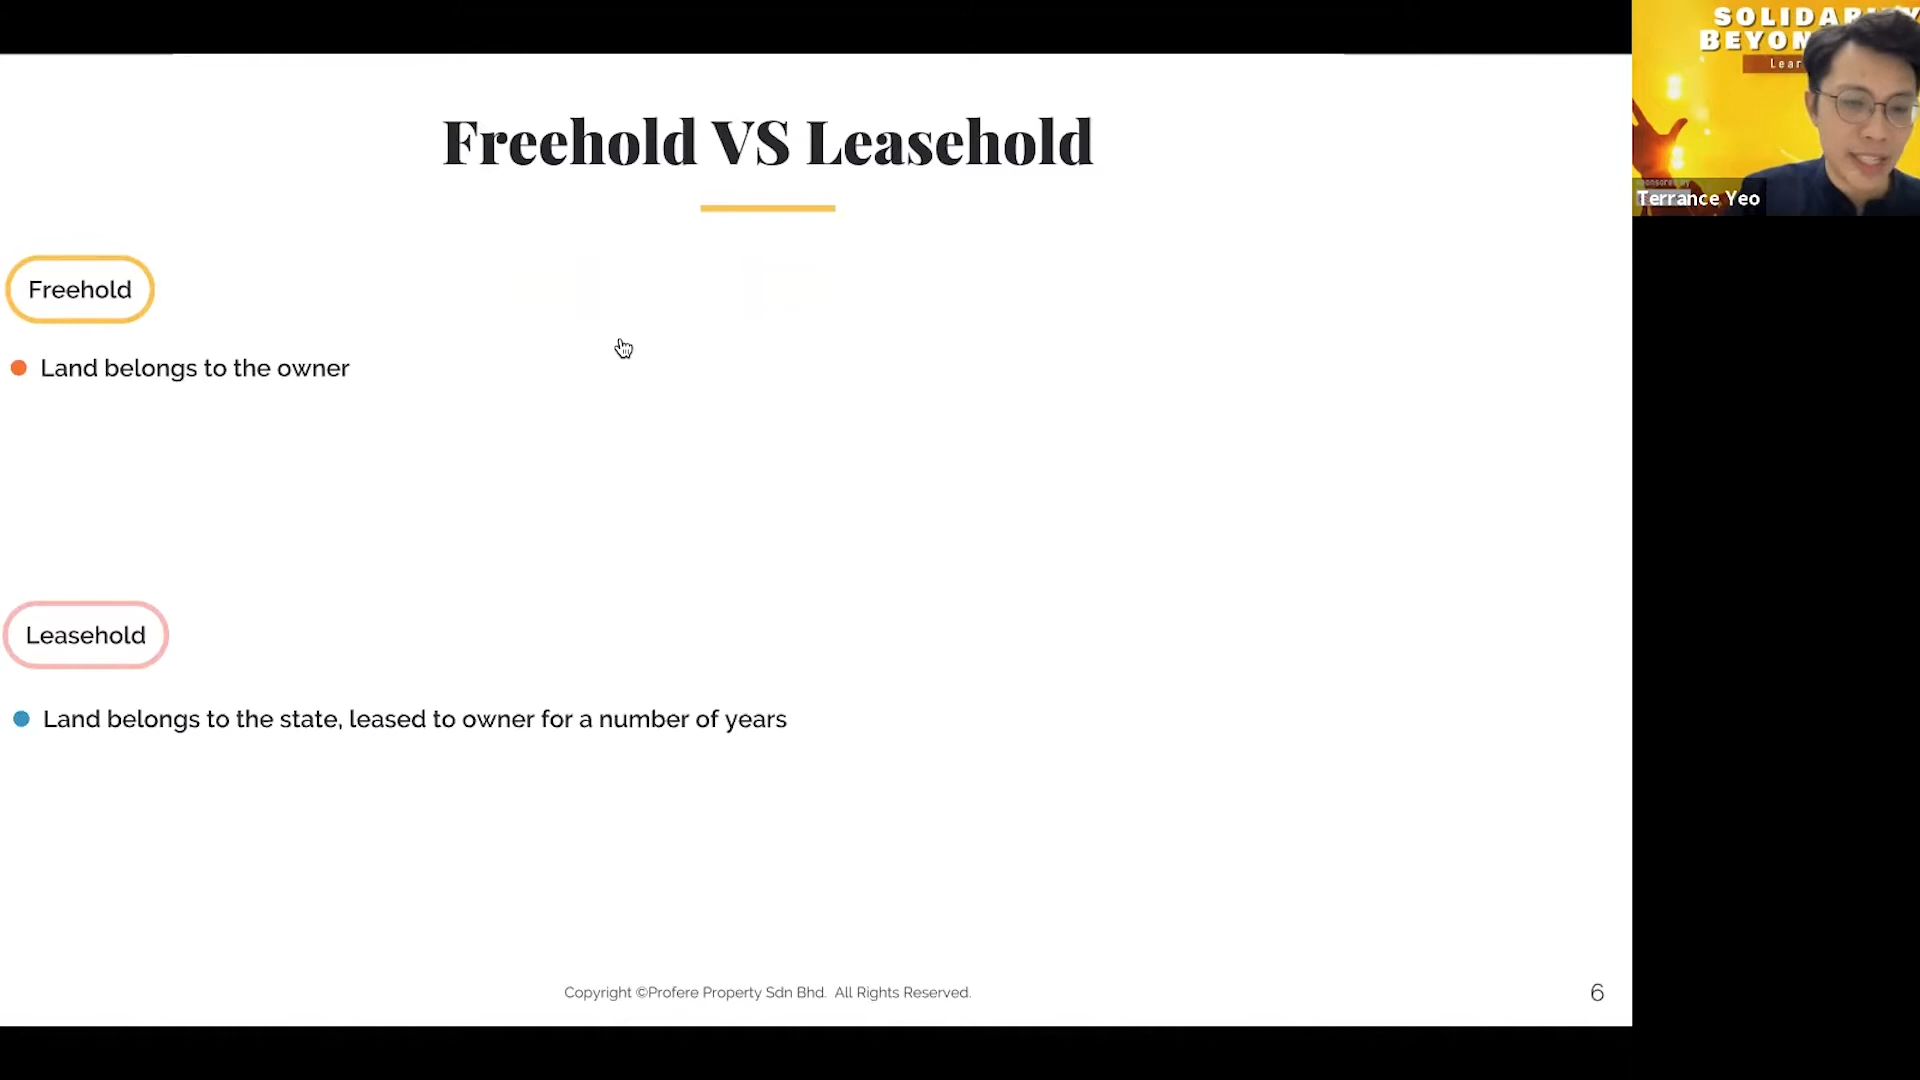 Freehold VS Leasehold
Freehold
Land belongs to the owner
Leasehold
Land belongs to the state, leased to owner for a number of years
Copyright ©Profere Property Sdn Bhd. All Rights Reserved.
6
Terrance Yeo